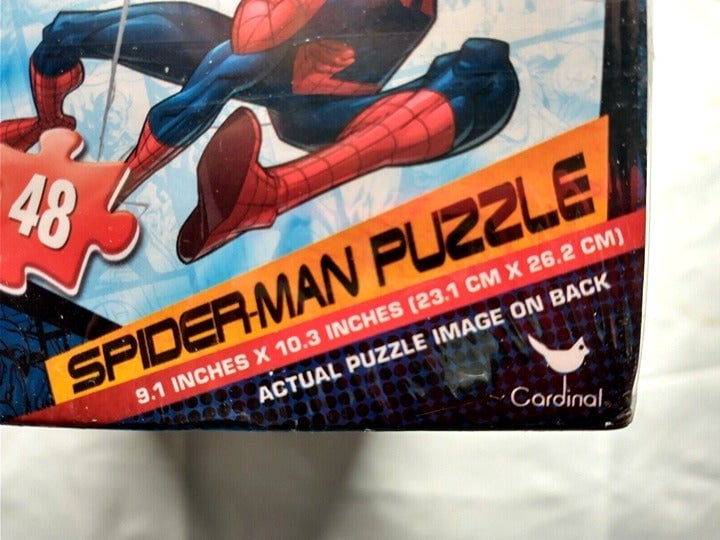 48
SPIDER-MAN PUZZLE
9.1 INCHES X 10.3 INCHES (23.1 CM X 26.2 CM)
ACTUAL PUZZLE IMAGE ON BACK
Cardinal